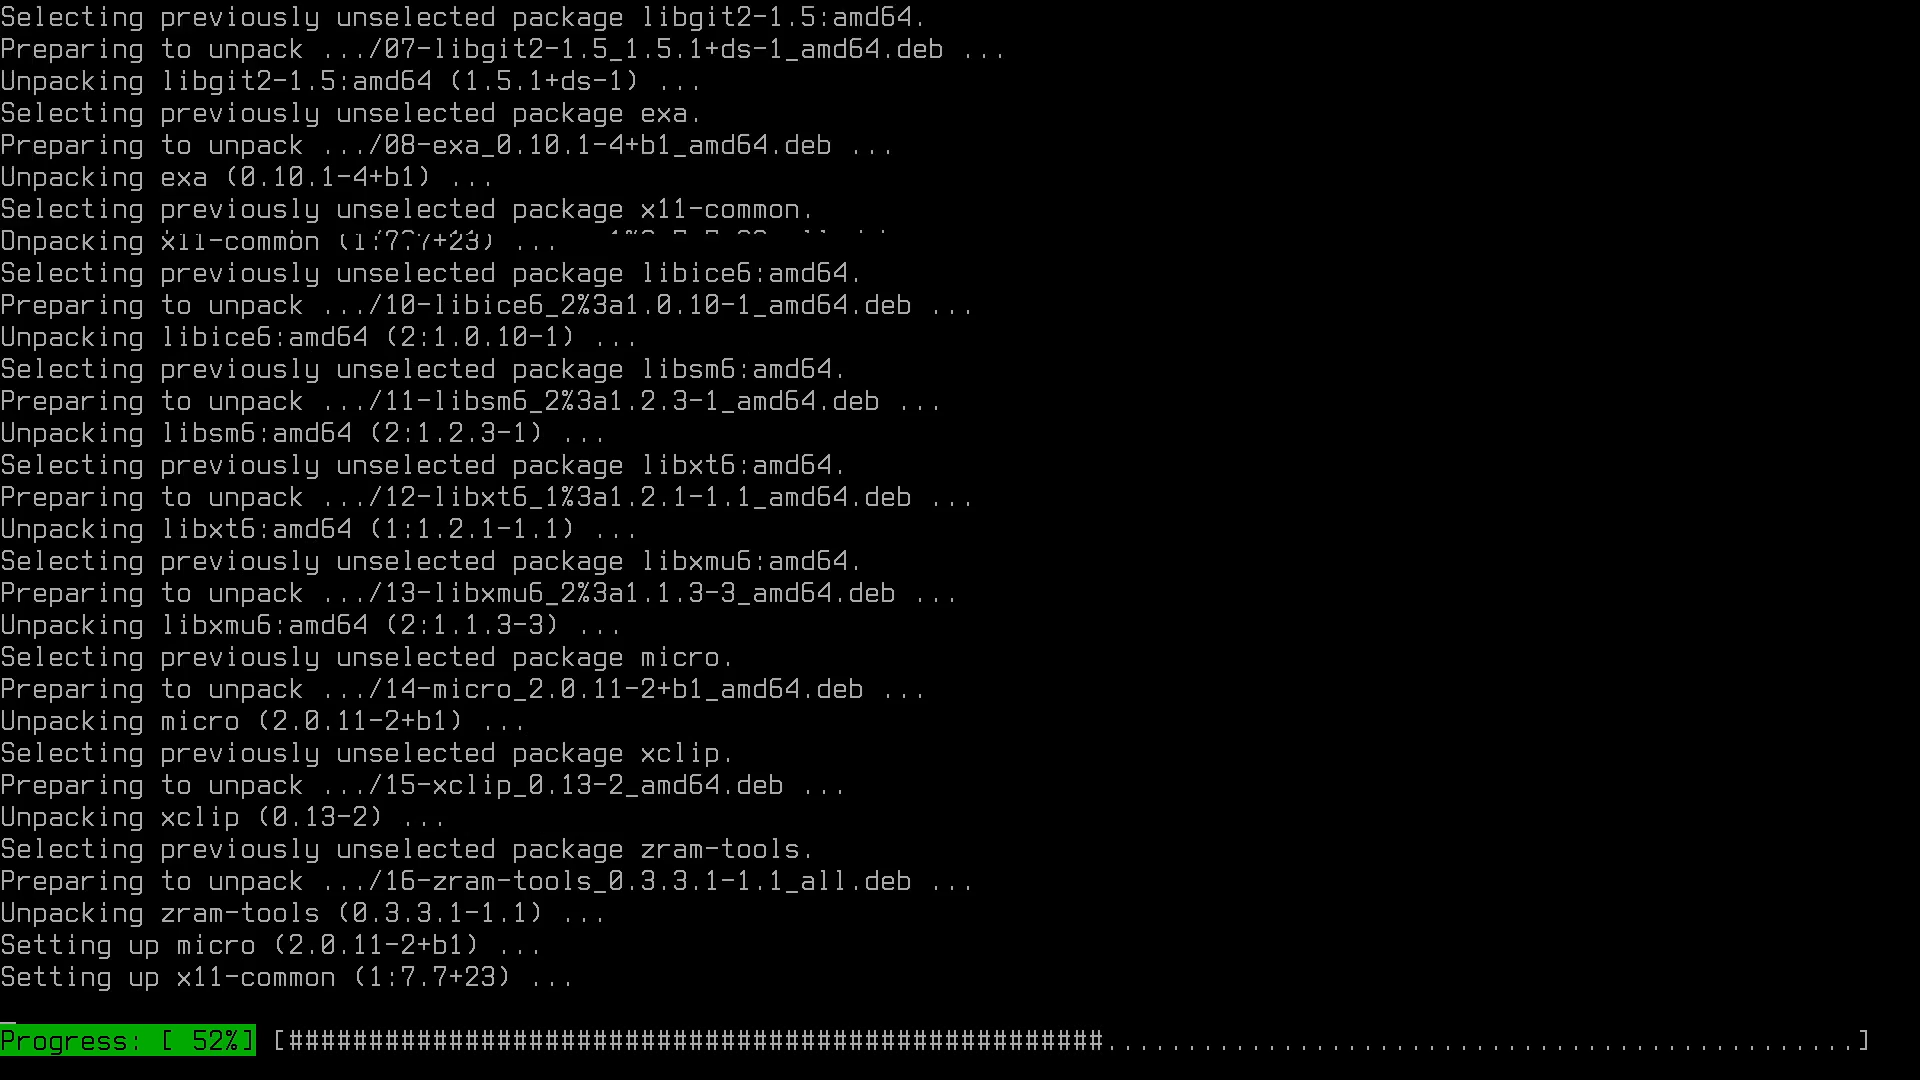 Selecting previously unselected package libgit2-1.5:amd64.
Preparing to unpack .../07-libgit2-1.5_1.5.1+ds-1_amd64.deb ...
Unpacking libgit2-1.5:amd64 (1.5.1+ds-1) ...
Selecting previously unselected package exa.
Preparing to unpack .../08-exa_0.10.1-4+b1_amd64.deb ...
Unpacking exa (0.10.1-4+b1) ...
Selecting previously unselected package x11-common.
Unpacking x11-common (1:7.7+23) ...
Selecting previously unselected package libice6:amd64.
Preparing to unpack .../10-libice6_2%3a1.0.10-1_amd64.deb ...
Unpacking libice6:amd64 (2:1.0.10-1) ...
Selecting previously unselected package libsm6:amd64.
Preparing to unpack .../11-libsm6_2%3a1.2.3-1_amd64.deb ...
Unpacking libsm6:amd64 (2:1.2.3-1) ...
Selecting previously unselected package libxt6:amd64.
Preparing to unpack .../12-libxt6_1%3a1.2.1-1.1_amd64.deb ...
Unpacking libxt6:amd64 (1:1.2.1-1.1) ...
Selecting previously unselected package libxmu6:amd64.
Preparing to unpack .../13-libxmu6_2%3a1.1.3-3_amd64.deb ...
Unpacking libxmu6:amd64 (2:1.1.3-3) ...
Selecting previously unselected package micro.
Preparing to unpack .../14-micro_2.0.11-2+b1_amd64.deb ...
Unpacking micro (2.0.11-2+b1) ...
Selecting previously unselected package xclip.
Preparing to unpack .../15-xclip_0.13-2_amd64.deb ...
Unpacking xclip (0.13-2) ...
Selecting previously unselected package zram-tools.
Preparing to unpack .../16-zram-tools_0.3.3.1-1.1_all.deb ...
Unpacking zram-tools (0.3.3.1-1.1) ...
Setting up micro (2.0.11-2+b1) ...
Setting up x11-common (1:7.7+23) ...
Progress: [ 52%] [###################################################...............................................]